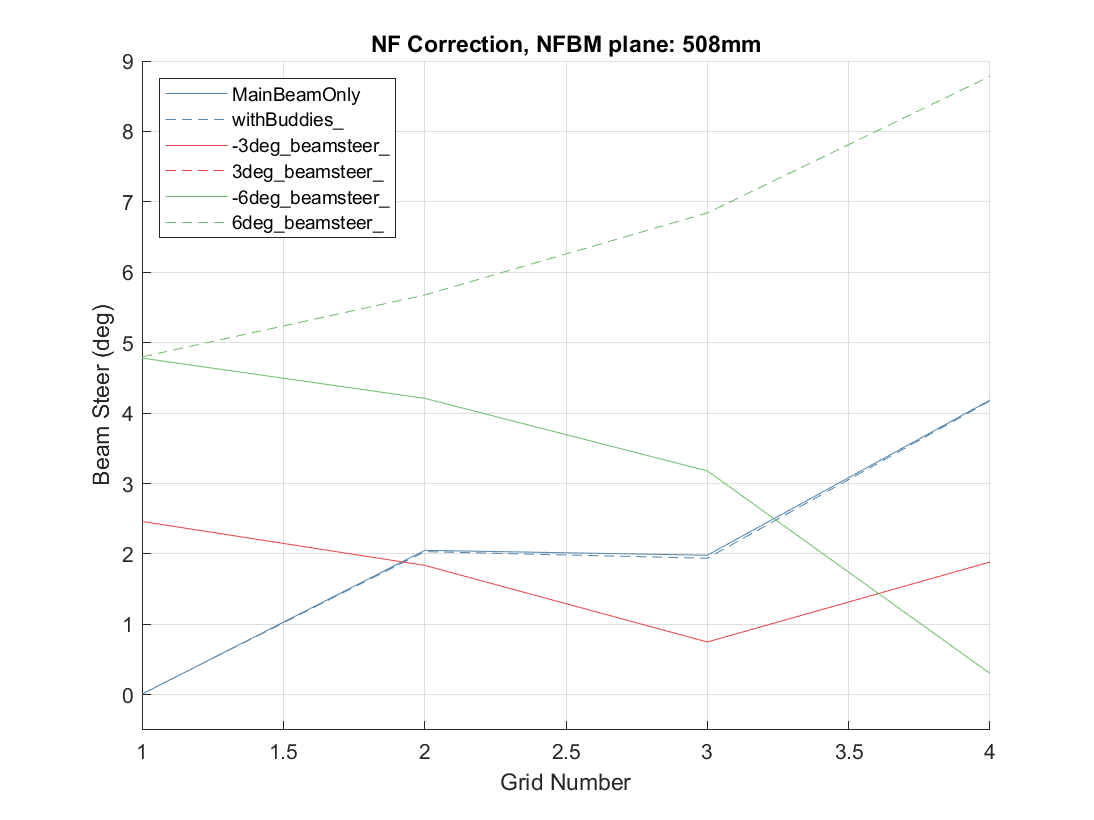 NF Correction, NFBM plane: 508mm
9
8
7
6
5
4
3
2
1
0
Beam Steer (deg)
MainBeamOnly
withBuddies_
-3deg_beamsteer_
3deg_beamsteer_
-6deg_beamsteer_
6deg_beamsteer_
1 1.5 2 2.5 3 3.5 4
Grid Number